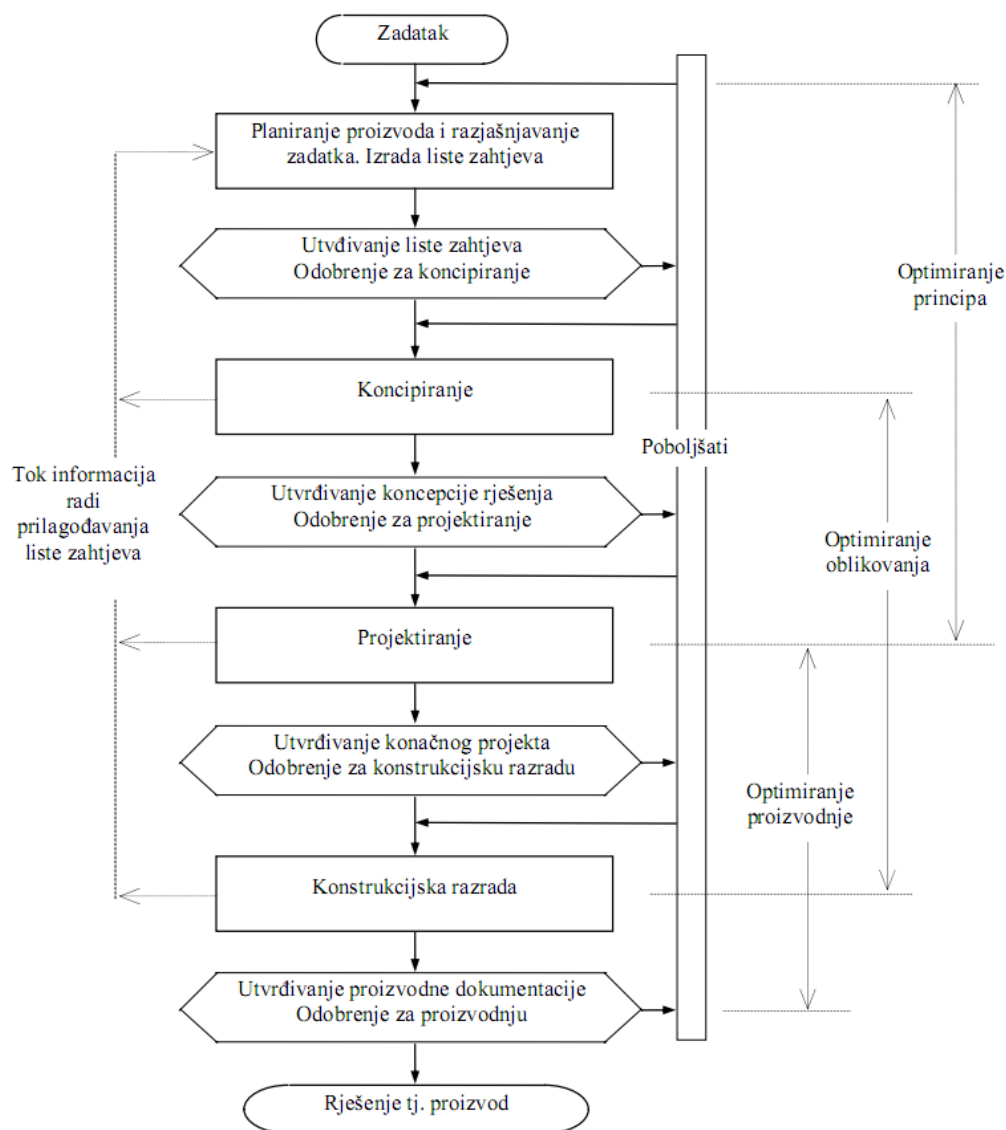 Zadatak
Planiranje proizvoda i razjašnjavanje
zadatka. Izrada liste zahtjeva
Utvđivanje liste zahtjeva
Odobrenje za koncipiranje
Optimiranje
principa
Koncipiranje
Poboljšati
Tok informacija
radi
prilagođavanja
liste zahtjeva
Utvrđivanje koncepcije rješenja
Odobrenje za projektiranje
Optimiranje
oblikovanja
Projektiranje
Utvrđivanje konačnog projekta
Odobrenje za konstrukcijsku razradu
Optimiranje
proizvodnje
Konstrukcijska razrada
Utvrđivanje proizvodne dokumentacije
Odobrenje za proizvodnju
Rješenje tj. proizvod